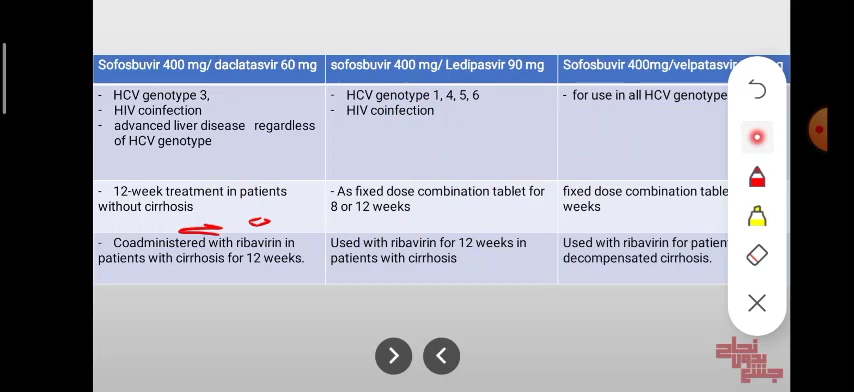 Sofosbuvir 400 mg/ daclatasvir 60 mg
sofosbuvir 400 mg/ Ledipasvir 90 mg
Sofosbuvir 400mg/velpatasvir
- HCV genotype 3,
- HIV coinfection
- advanced liver disease regardless
of HCV genotype
- HCV genotype 1, 4, 5, 6
- HIV coinfection
- for use in all HCV genotype
- 12-week treatment in patients
without cirrhosis
- As fixed dose combination tablet for
8 or 12 weeks
fixed dose combination table
weeks
- Coadministered with ribavirin in
patients with cirrhosis for 12 weeks.
Used with ribavirin for 12 weeks in
patients with cirrhosis
Used with ribavirin for patien
decompensated cirrhosis.